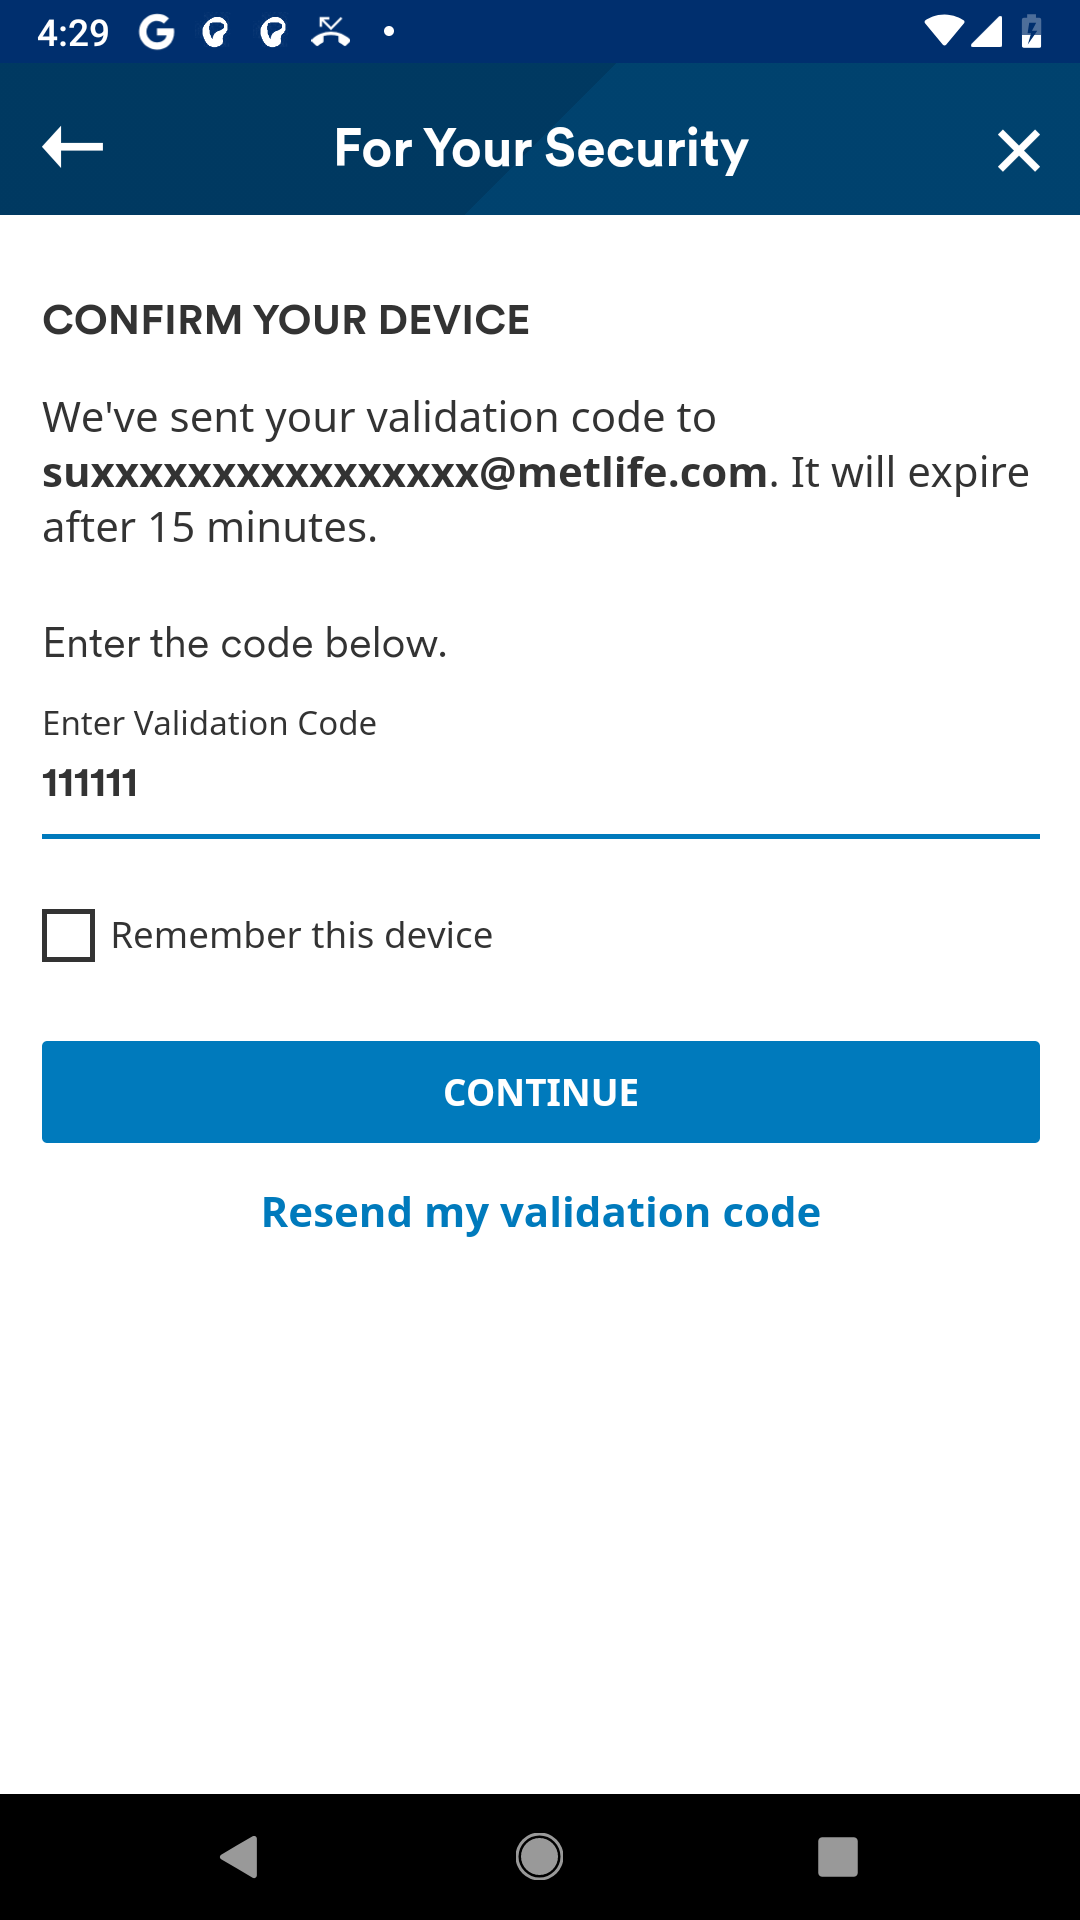 4:29
For Your Security
CONFIRM YOUR DEVICE
We've sent your validation code to
suxxxxxxxxxxxxxxxx@metlife.com. It will expire
after 15 minutes.
Enter the code below.
Enter Validation Code
111111
Remember this device
CONTINUE
Resend my validation code